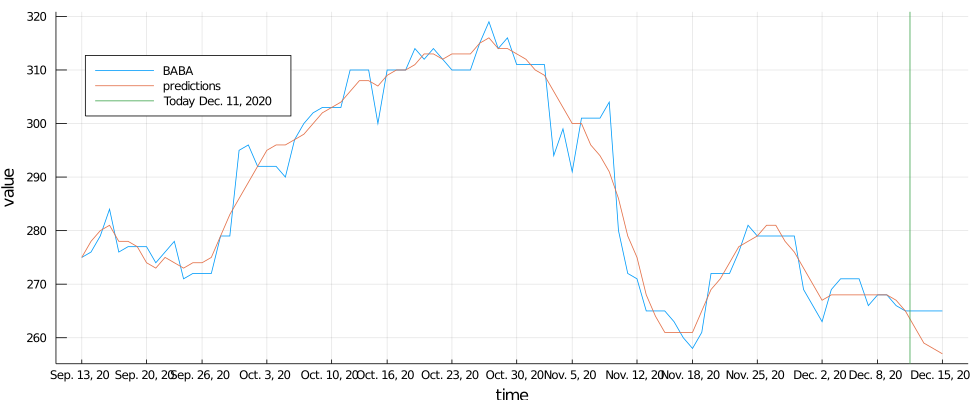 320
310
300
290
280
270
260
value
BABA
predictions
Today Dec. 11, 2020
Sep. 13, 20 Sep. 20, 20 Sep. 26, 20 Oct. 3, 20 Oct. 10, 20 Oct. 16, 20 Oct. 23, 20 Oct. 30, 20 Nov. 5, 20 Nov. 12, 20 Nov. 18, 20 Nov. 25, 20 Dec. 2, 20 Dec. 8, 20 Dec. 15, 20
time